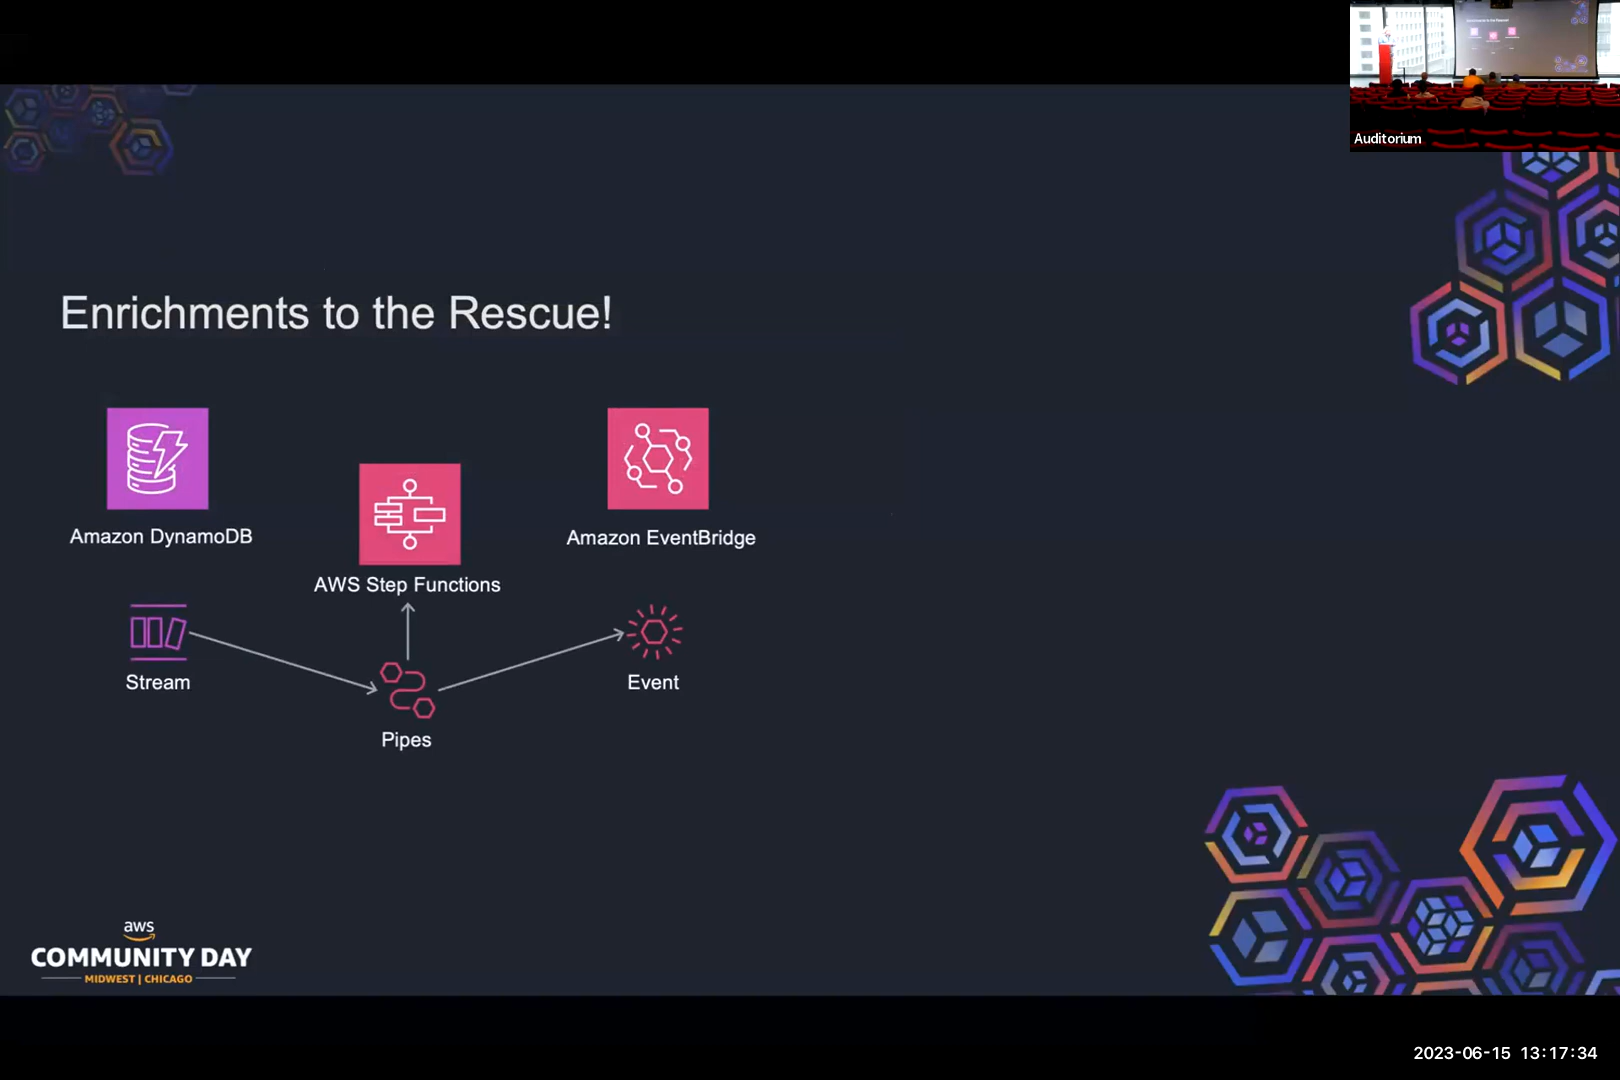 Auditorium
Enrichments to the Rescue!
Amazon DynamoDB
Amazon EventBridge
AWS Step Functions
Stream
Event
Pipes
aws
COMMUNITY DAY
MIDWEST | CHICAGO
2023-06-15 13:17:34